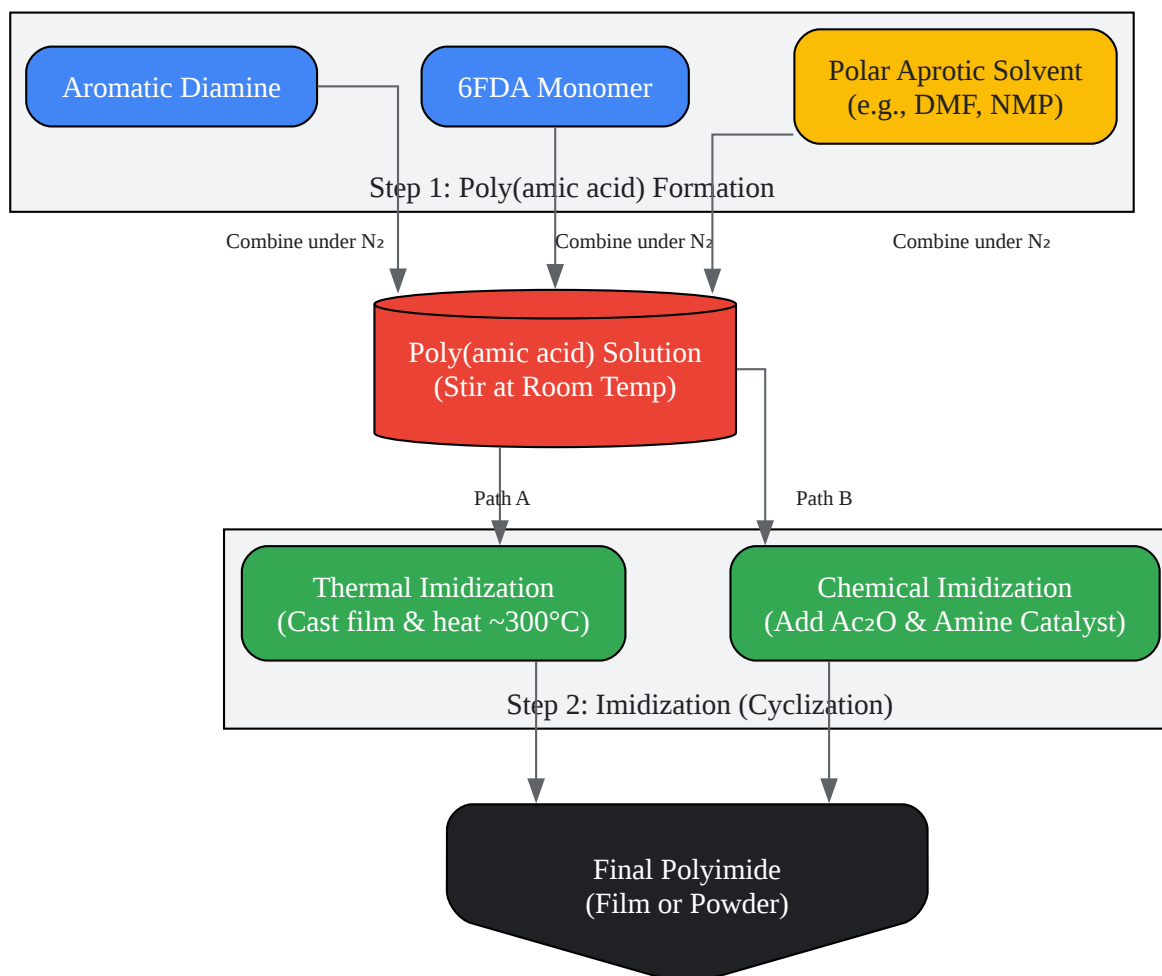 Aromatic Diamine
6FDA Monomer
Polar Aprotic Solvent
(e.g., DMF, NMP)
Step 1: Poly(amic acid) Formation
Combine under N₂
Combine under N₂
Combine under N₂
Poly(amic acid) Solution
(Stir at Room Temp)
Path A
Path B
Thermal Imidization
(Cast film & heat ~300°C)
Chemical Imidization
(Add Ac₂O & Amine Catalyst)
Step 2: Imidization (Cyclization)
Final Polyimide
(Film or Powder)